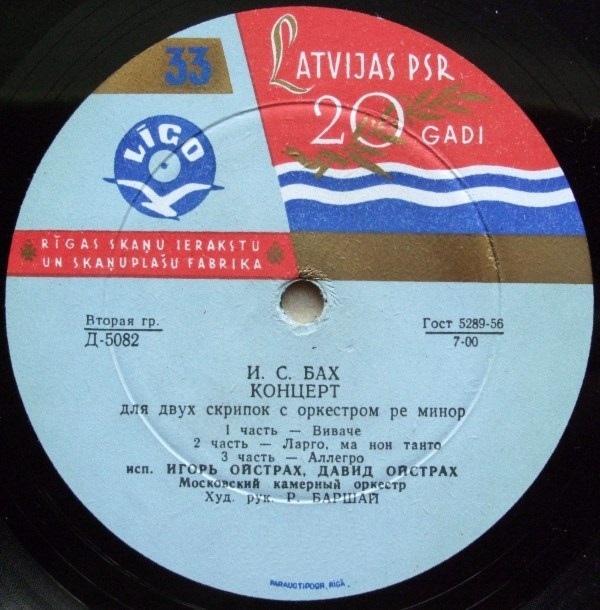 33
LATVIJAS PSR
20 GADI
LĪGO
RĪGAS SKAŅU IERAKSTU
UN SKAŅUPLAŠU FABRIKA
Вторая гр.
Д-5082
Гост 5289-56
7-00
И. С. БАХ
КОНЦЕРТ
для двух скрипок с оркестром ре минор
1 часть — Виваче
2 часть — Ларго, ма нон танто
3 часть — Аллегро
исп. ИГОРЬ ОЙСТРАХ, ДАВИД ОЙСТРАХ
Московский камерный оркестр
Худ. рук. Р. БАРШАЙ
PARAUGTIPOGR. RĪGĀ.